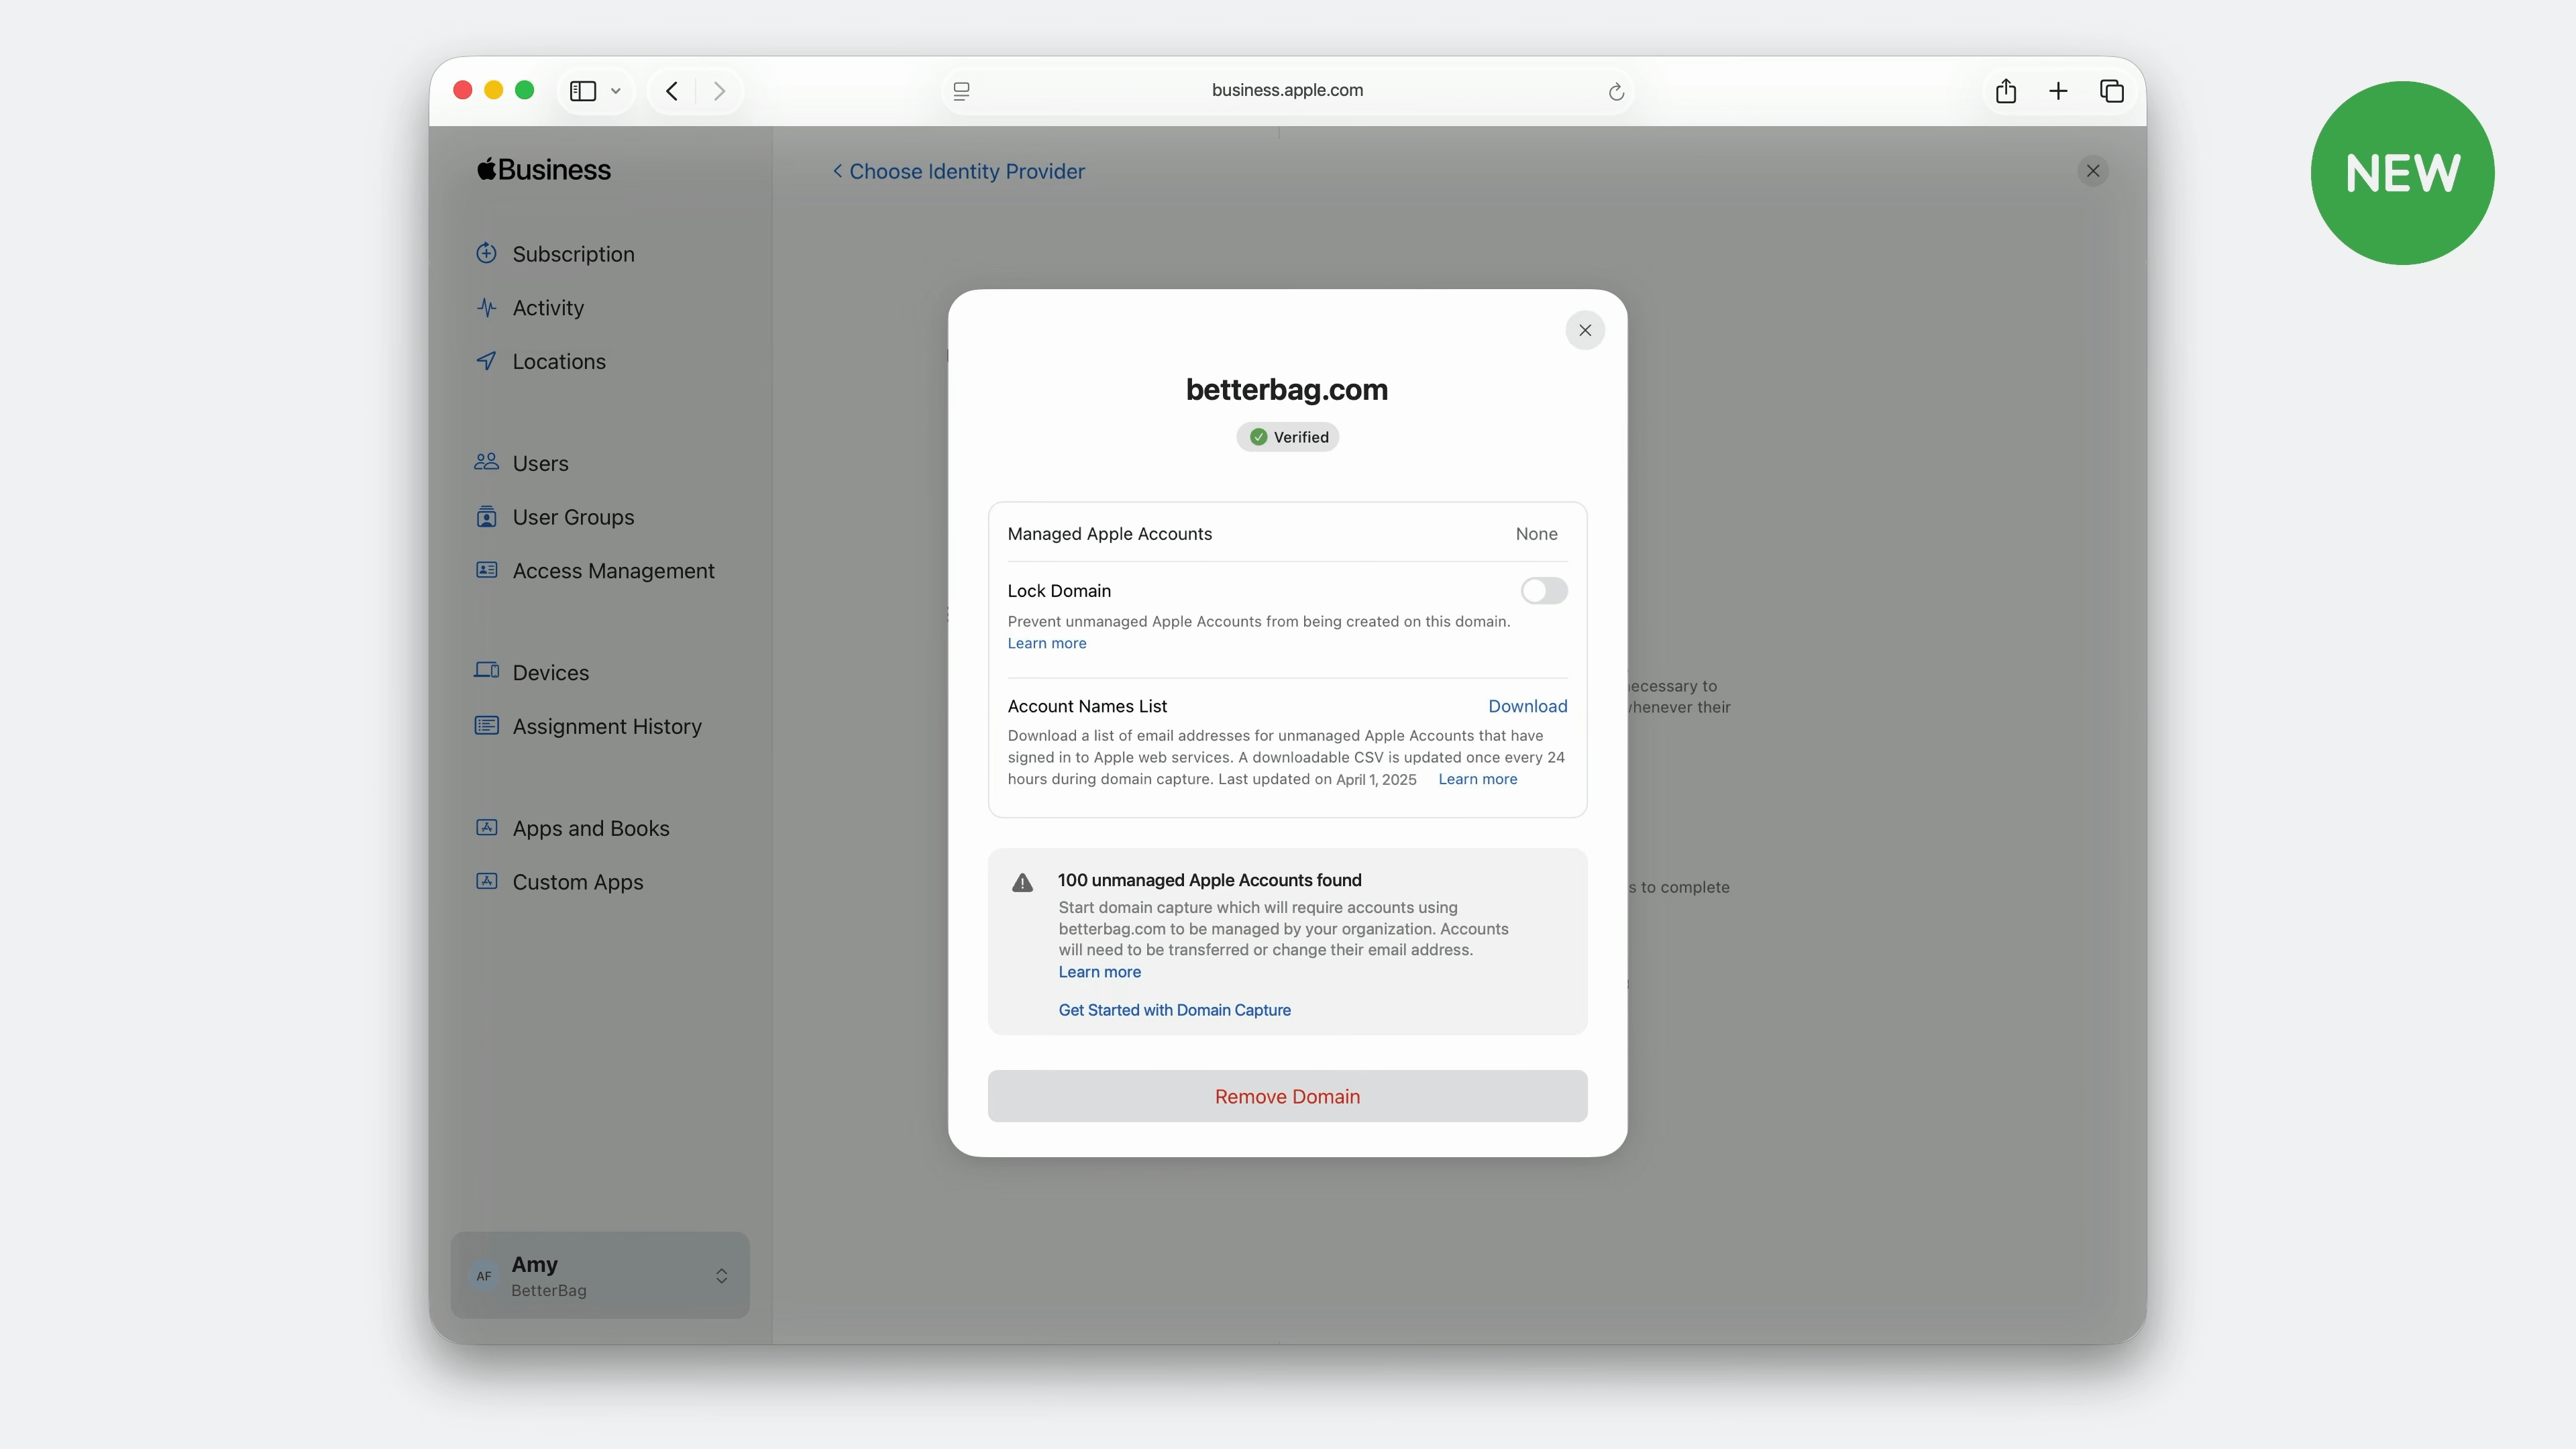 business.apple.com
NEW
Business
Choose Identity Provider
Subscription
Activity
Locations
Users
User Groups
Access Management
Devices
Assignment History
Apps and Books
Custom Apps
AF
Amy
BetterBag
betterbag.com
Verified
Managed Apple Accounts None
Lock Domain
Prevent unmanaged Apple Accounts from being created on this domain.
Learn more
Account Names List Download
Download a list of email addresses for unmanaged Apple Accounts that have
signed in to Apple web services. A downloadable CSV is updated once every 24
hours during domain capture. Last updated on April 1, 2025 Learn more
100 unmanaged Apple Accounts found
Start domain capture which will require accounts using
betterbag.com to be managed by your organization. Accounts
will need to be transferred or change their email address.
Learn more
Get Started with Domain Capture
Remove Domain
to
their
s to complete